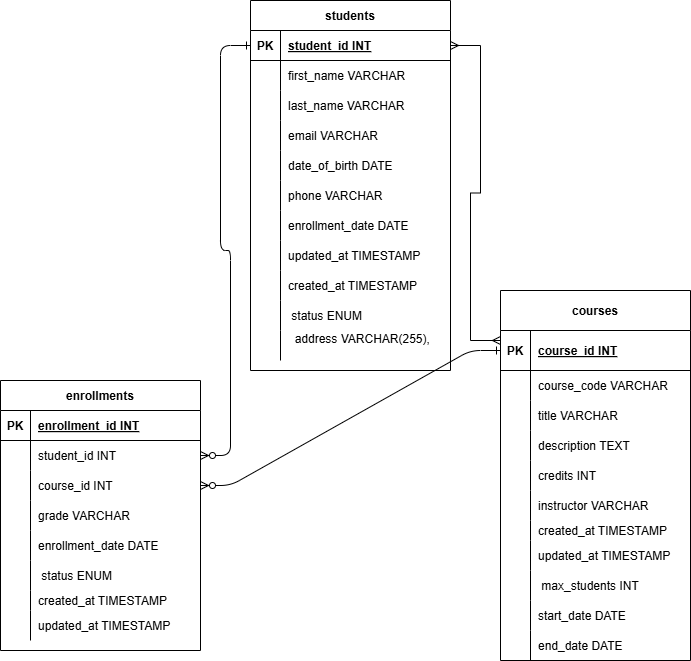 students
PK student_id INT
first_name VARCHAR
last_name VARCHAR
email VARCHAR
date_of_birth DATE
phone VARCHAR
enrollment_date DATE
updated_at TIMESTAMP
created_at TIMESTAMP
status ENUM
address VARCHAR(255),
courses
PK course_id INT
course_code VARCHAR
title VARCHAR
description TEXT
credits INT
instructor VARCHAR
created_at TIMESTAMP
updated_at TIMESTAMP
max_students INT
start_date DATE
end_date DATE
enrollments
PK enrollment_id INT
student_id INT
course_id INT
grade VARCHAR
enrollment_date DATE
status ENUM
created_at TIMESTAMP
updated_at TIMESTAMP